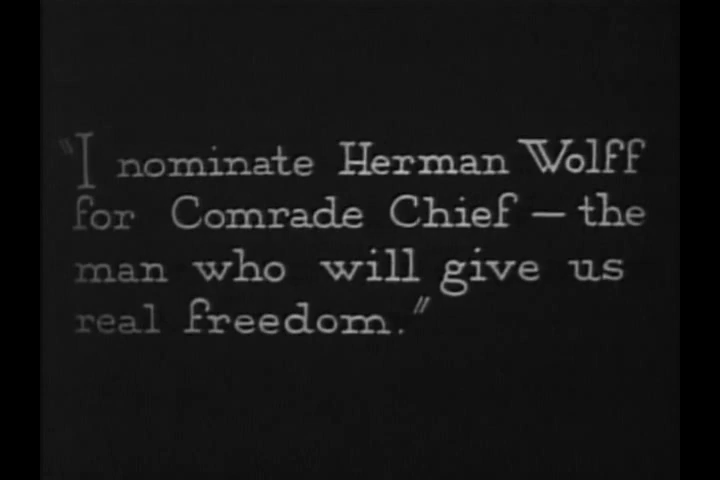 "I nominate Herman Wolff
for Comrade Chief — the
man who will give us
real freedom."